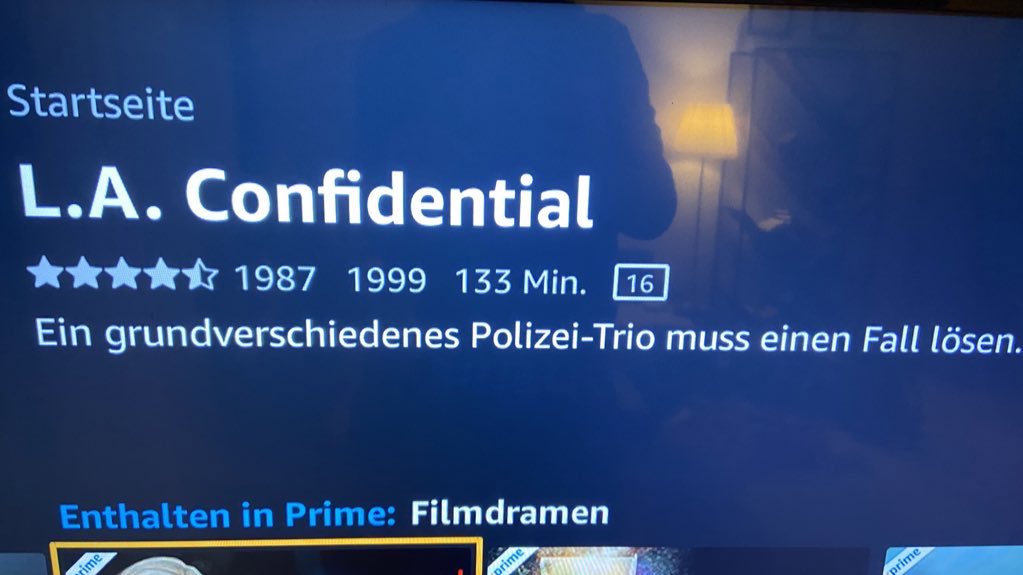 Startseite
L.A. Confidential
1987 1999 133 Min. 16
Ein grundverschiedenes Polizei-Trio muss einen Fall lösen.
Enthalten in Prime: Filmdramen
prime
prime
prime